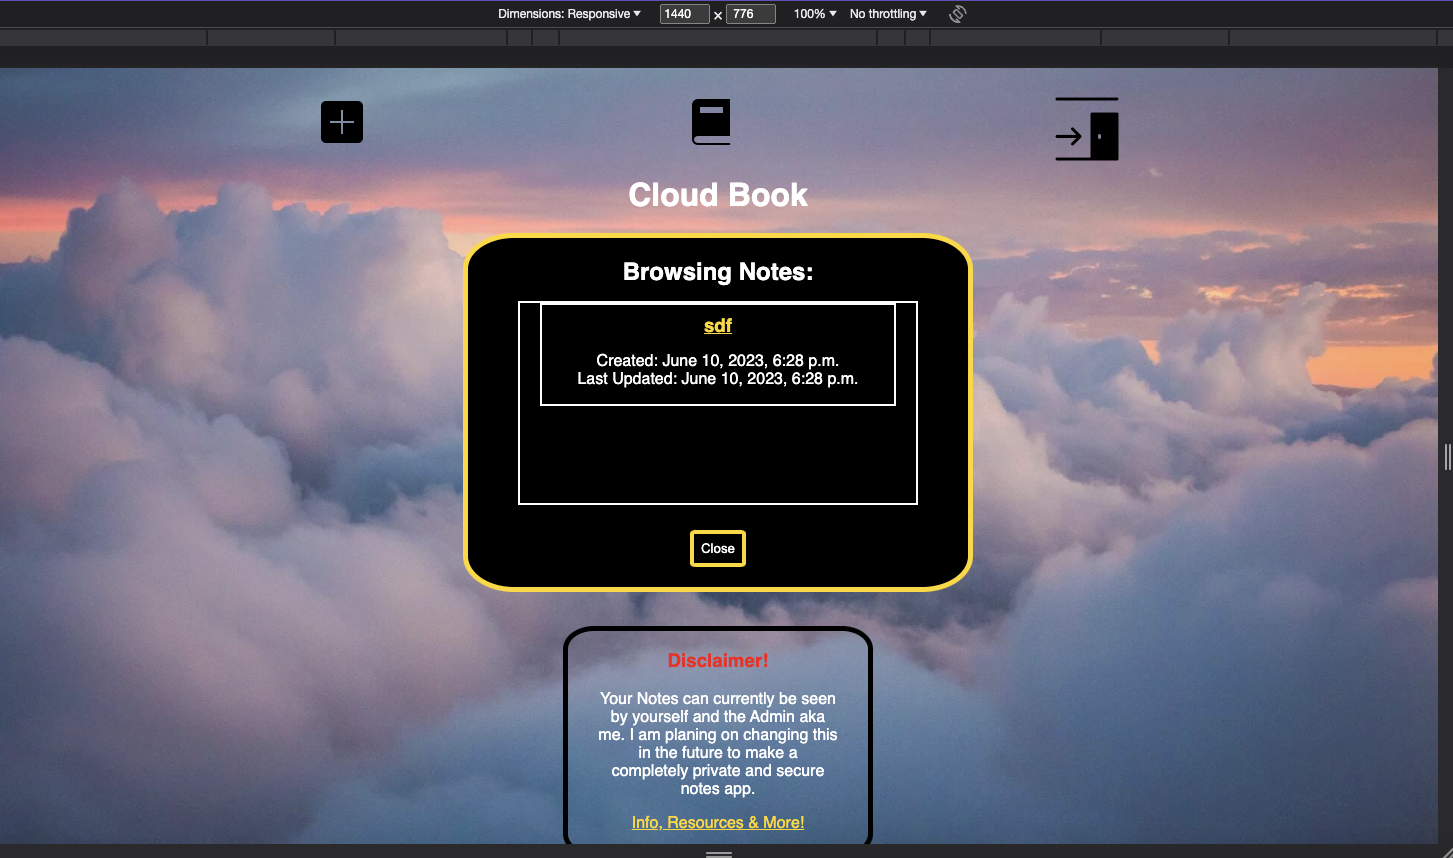 Dimensions: Responsive ▼ 1440 × 776 100% ▼ No throttling ▼
Cloud Book
Browsing Notes:
sdf
Created: June 10, 2023, 6:28 p.m.
Last Updated: June 10, 2023, 6:28 p.m.
Close
Disclaimer!
Your Notes can currently be seen
by yourself and the Admin aka
me. I am planing on changing this
in the future to make a
completely private and secure
notes app.
Info, Resources & More!